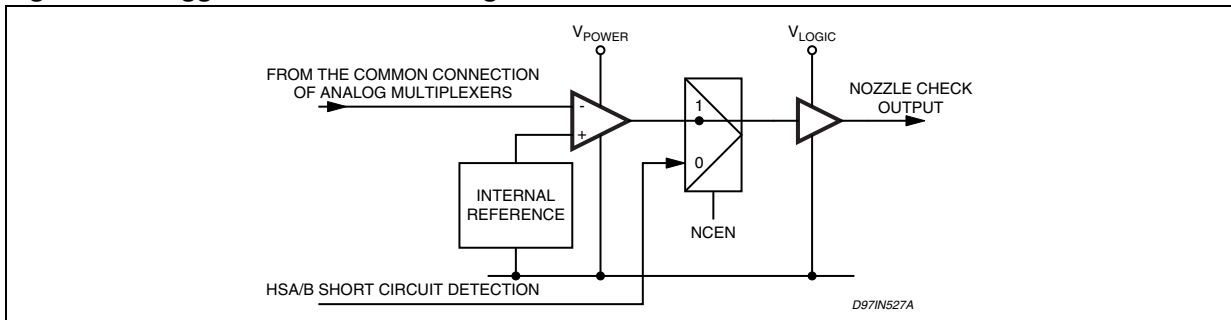 V_POWER
V_LOGIC
FROM THE COMMON CONNECTION
OF ANALOG MULTIPLEXERS
NOZZLE CHECK
OUTPUT
-
+
1
0
INTERNAL
REFERENCE
NCEN
HSA/B SHORT CIRCUIT DETECTION
D97IN527A